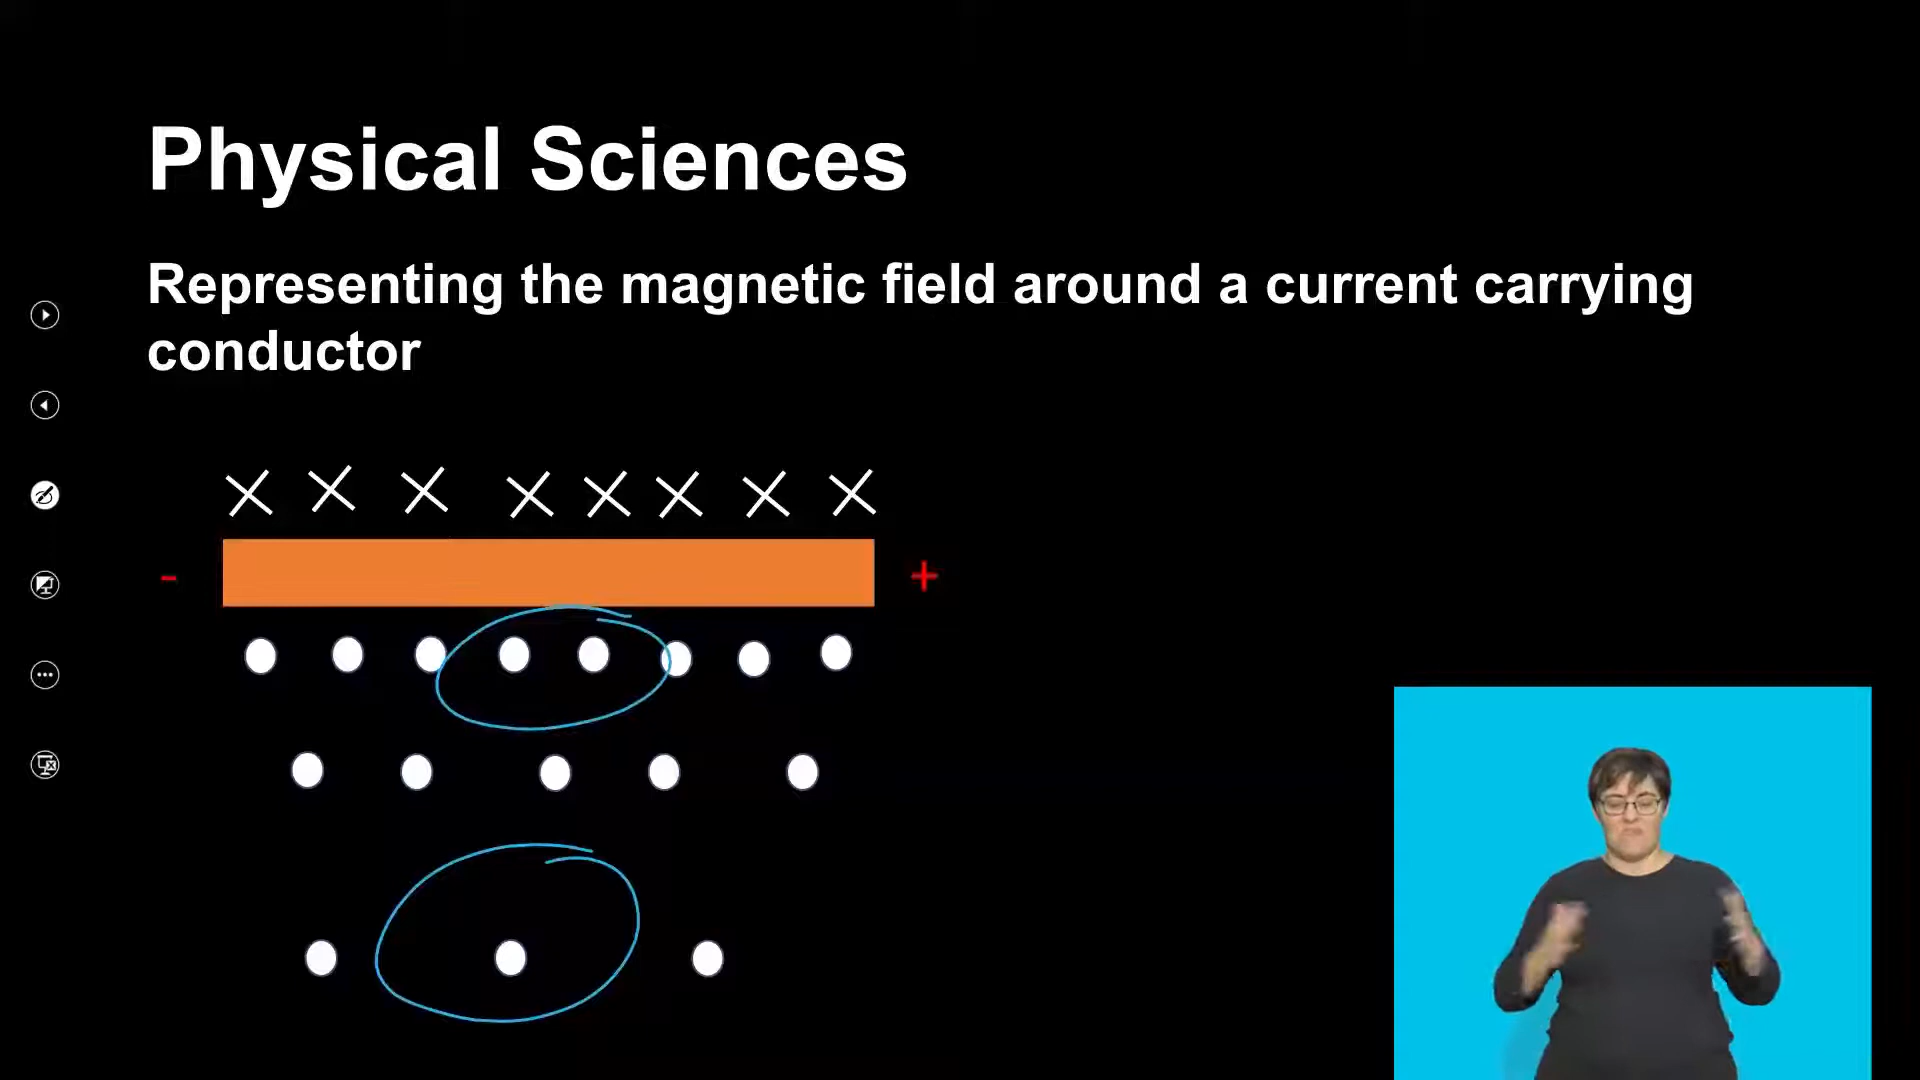 Physical Sciences
Representing the magnetic field around a current carrying
conductor
- +